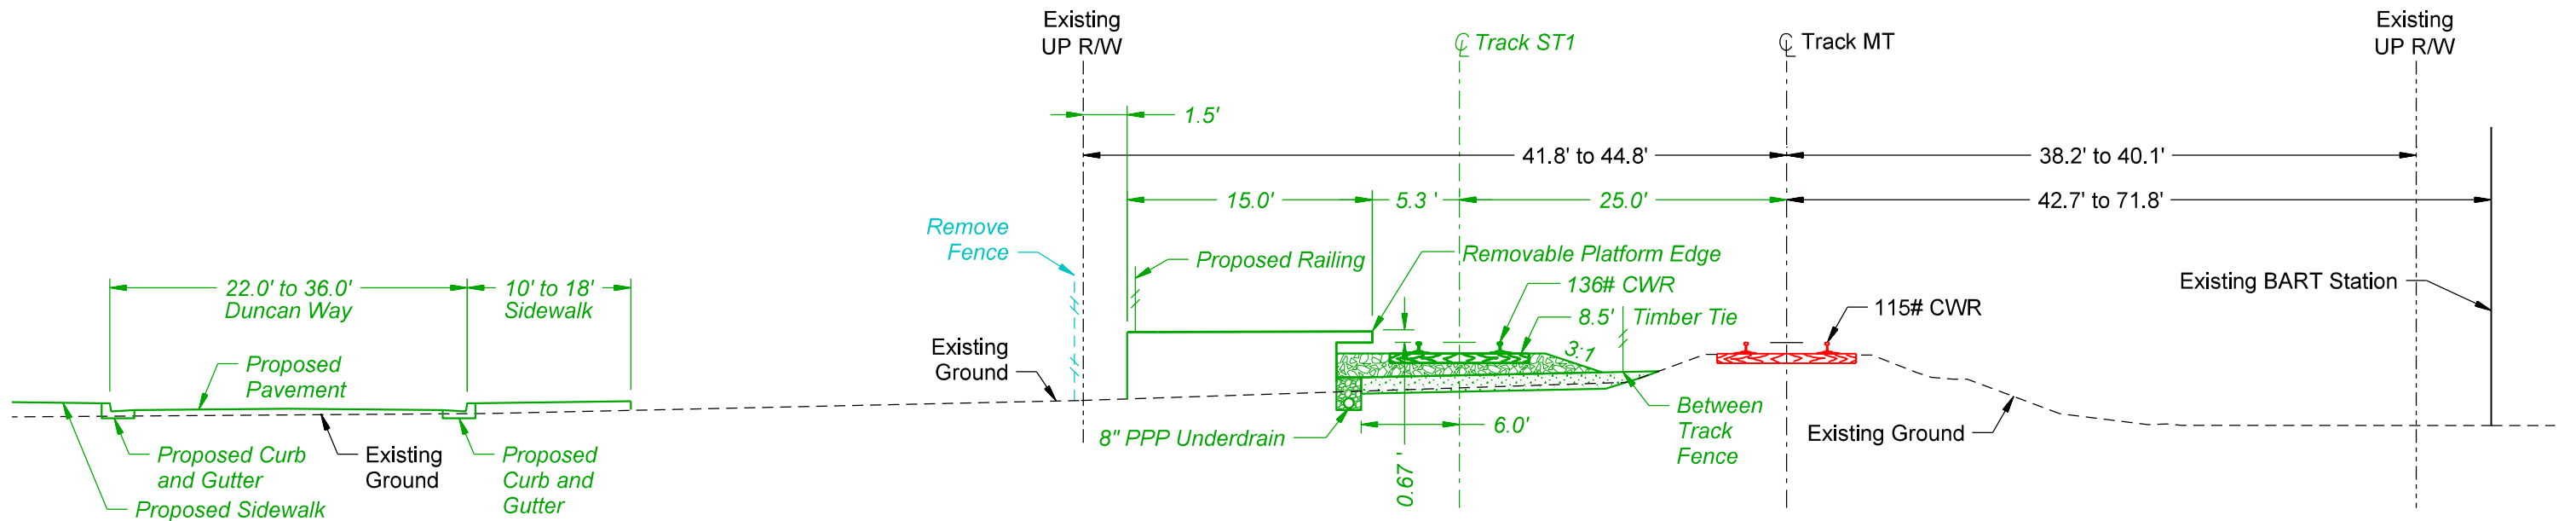 Existing
UP R/W
℄ Track ST1
℄ Track MT
Existing
UP R/W
1.5'
41.8' to 44.8'
38.2' to 40.1'
15.0'
5.3 '
25.0'
42.7' to 71.8'
Remove
Fence
Proposed Railing
Removable Platform Edge
136# CWR
8.5' Timber Tie
3:1
115# CWR
Existing BART Station
22.0' to 36.0'
Duncan Way
10' to 18'
Sidewalk
Proposed
Pavement
Existing
Ground
Proposed Curb
and Gutter
Proposed Sidewalk
Existing
Ground
Proposed
Curb and
Gutter
8" PPP Underdrain
0.67 '
6.0'
Between
Track
Fence
Existing Ground